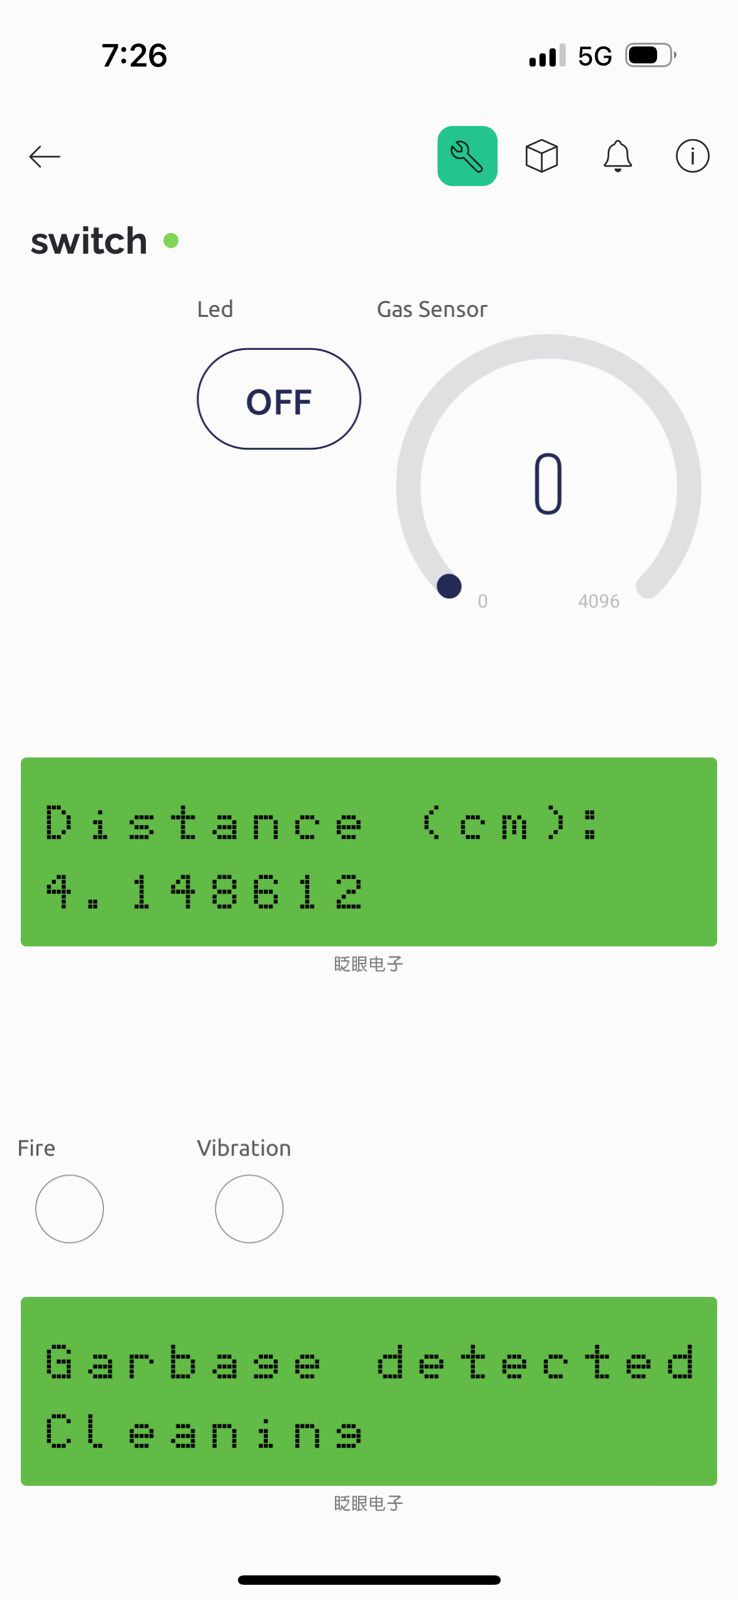 7:26
5G
switch
Led
Gas Sensor
OFF
0
0
4096
Distance (cm):
4.148612
眨眼电子
Fire
Vibration
Garbage detected
Cleaning
眨眼电子